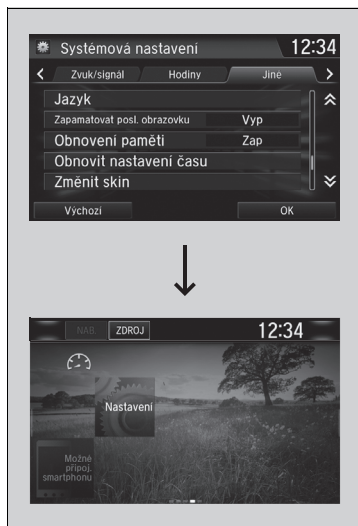 Systémová nastavení 12:34
Zvuk/signál Hodiny Jiné
Jazyk
Zapamatovat posl. obrazovku Vyp
Obnovení paměti Zap
Obnovit nastavení času
Změnit skin
Výchozí OK
NAB. ZDROJ 12:34
Nastavení
Možné
připoj.
smartphonu